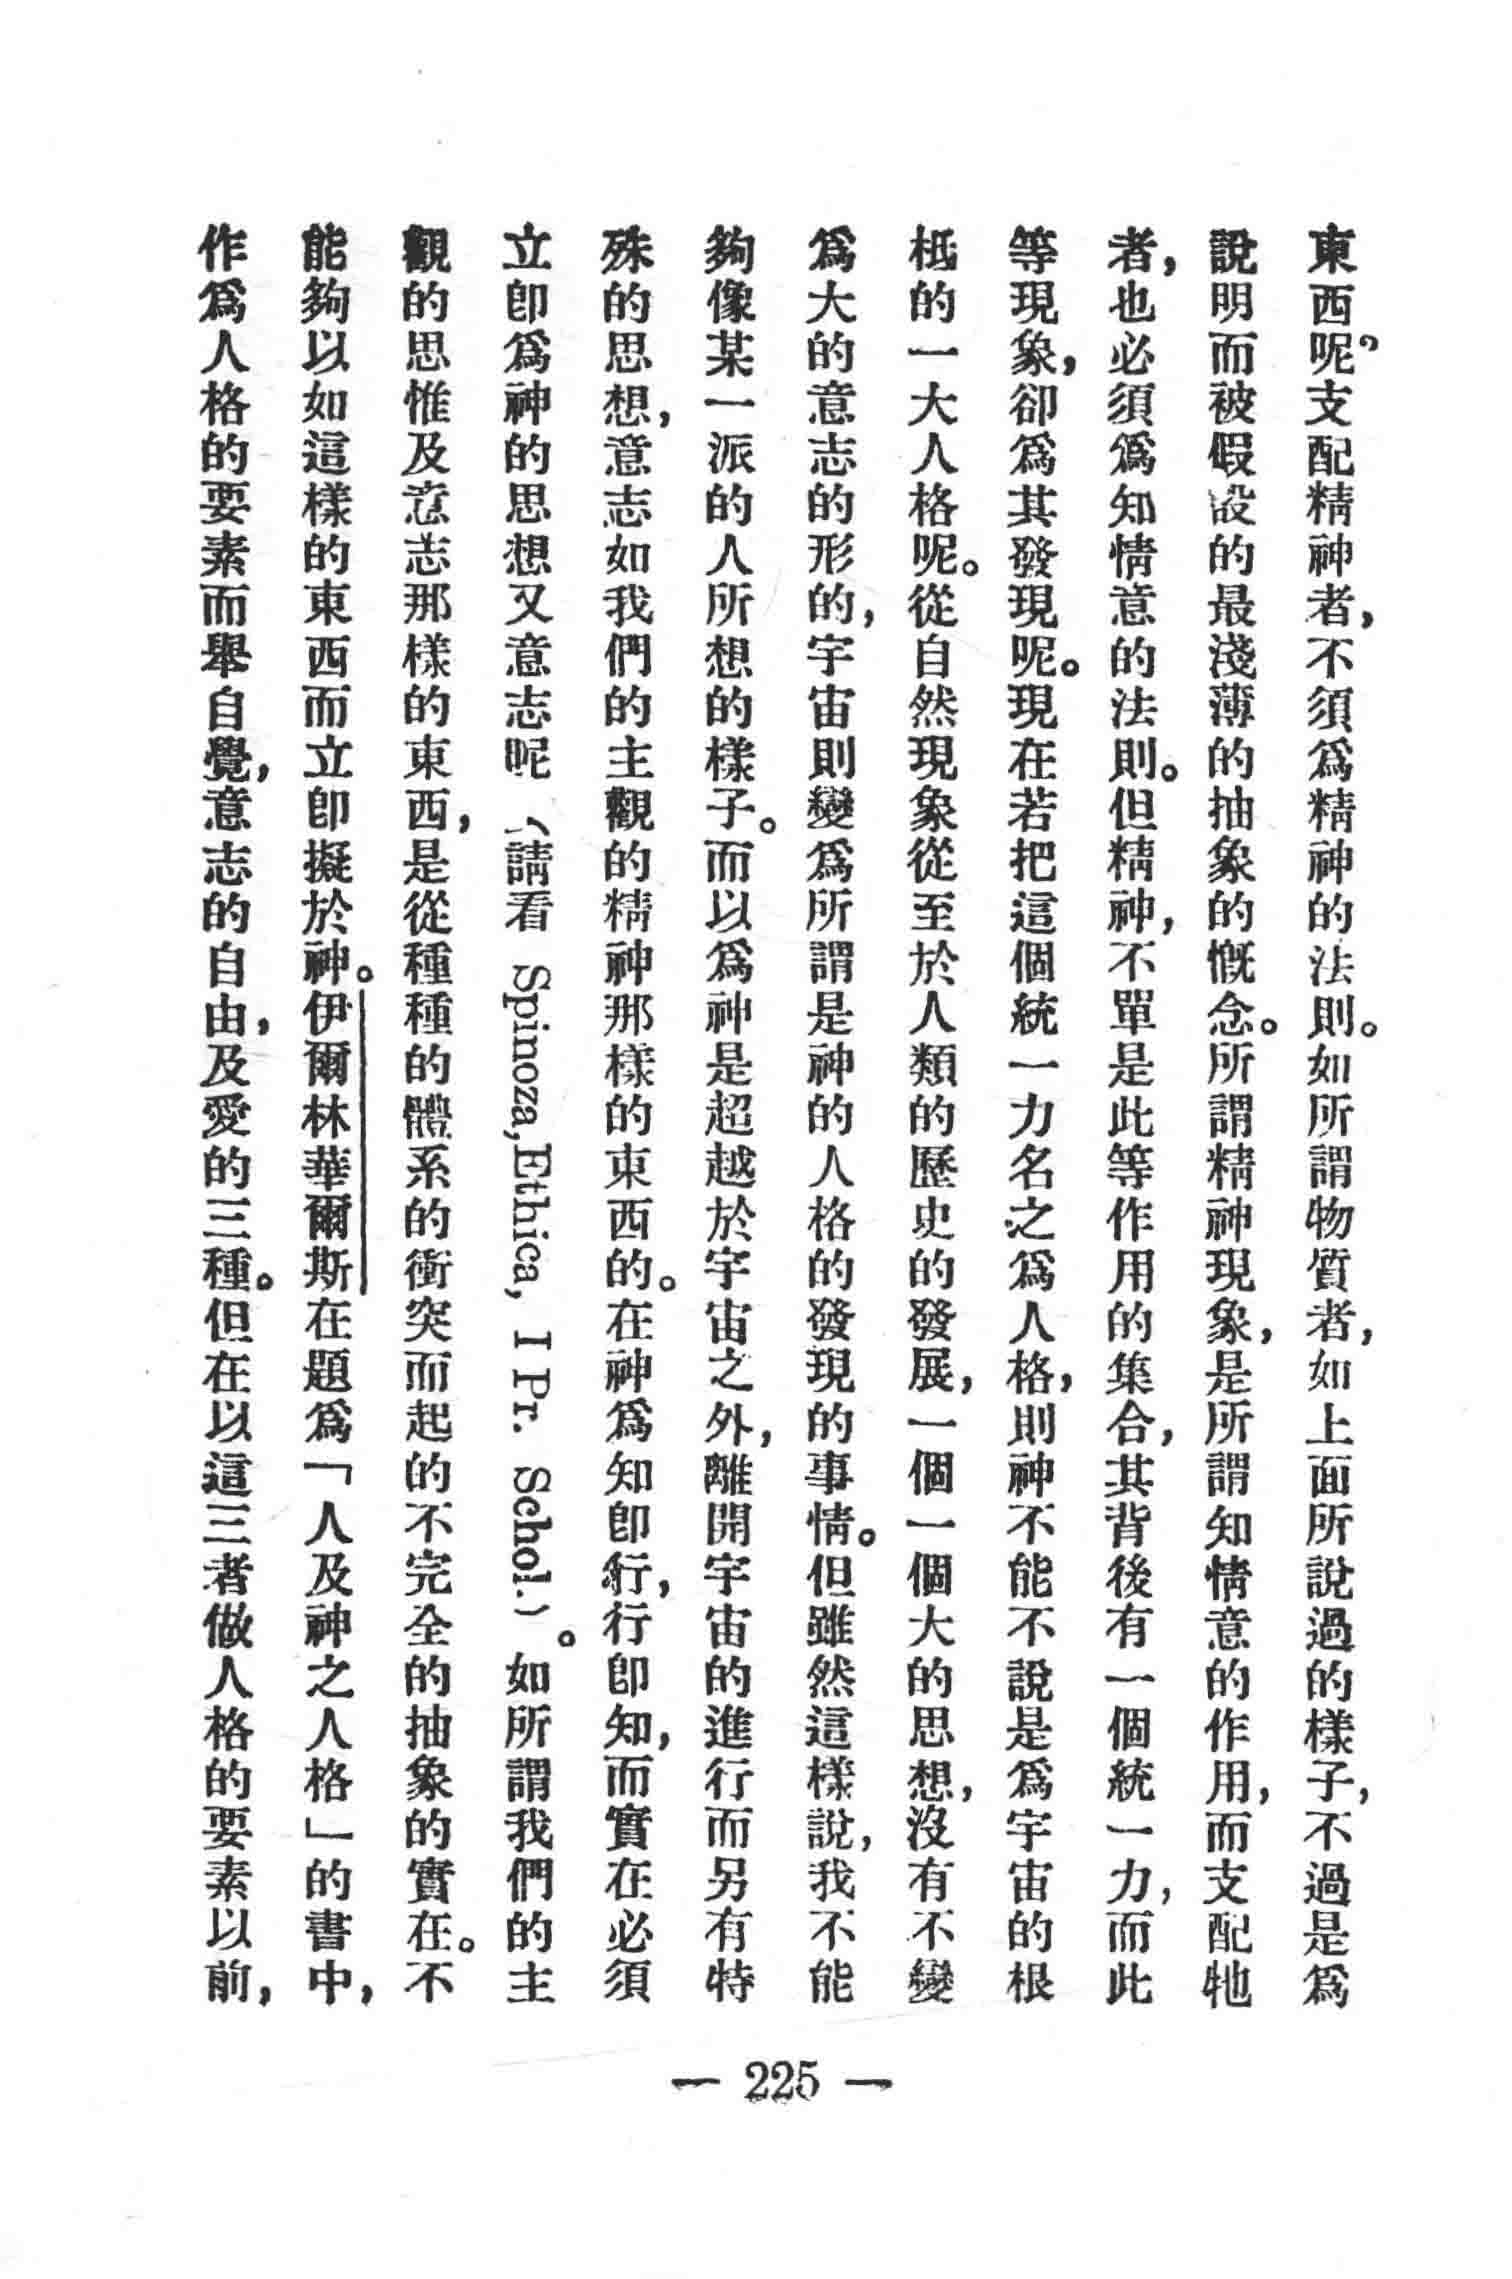 東西呢?支配精神者,不須爲精神的法則。如所謂物質者,如上面所說過的樣子,不過是爲
說明而被假設的最淺薄的抽象的慨念。所謂精神現象,是所謂知情意的作用,而支配牠
者,也必須爲知情意的法則。但精神,不單是此等作用的集合,其背後有一個統一力,而此
等現象,卻爲其發現呢。現在若把這個統一力名之爲人格,則神不能不說是爲宇宙的根
柢的一大人格呢。從自然現象從至於人類的歷史的發展,一個一個大的思想,沒有不變
爲大的意志的形的,宇宙則變爲所謂是神的人格的發現的事情。但雖然這樣說,我不能
夠像某一派的人所想的樣子。而以爲神是超越於宇宙之外,離開宇宙的進行而另有特
殊的思想,意志如我們的主觀的精神那樣的東西的。在神爲知卽行,行卽知,而實在必須
立卽爲神的思想又意志呢(請看 Spinoza, Ethica, I Pr. Schol.)。如所謂我們的主
觀的思惟及意志那樣的東西,是從種種的體系的衝突而起的不完全的抽象的實在。不
能夠以如這樣的東西而立卽擬於神。伊爾林華爾斯在題爲「人及神之人格」的書中,
作爲人格的要素而舉自覺,意志的自由,及愛的三種。但在以這三者做人格的要素以前,
— 225 —